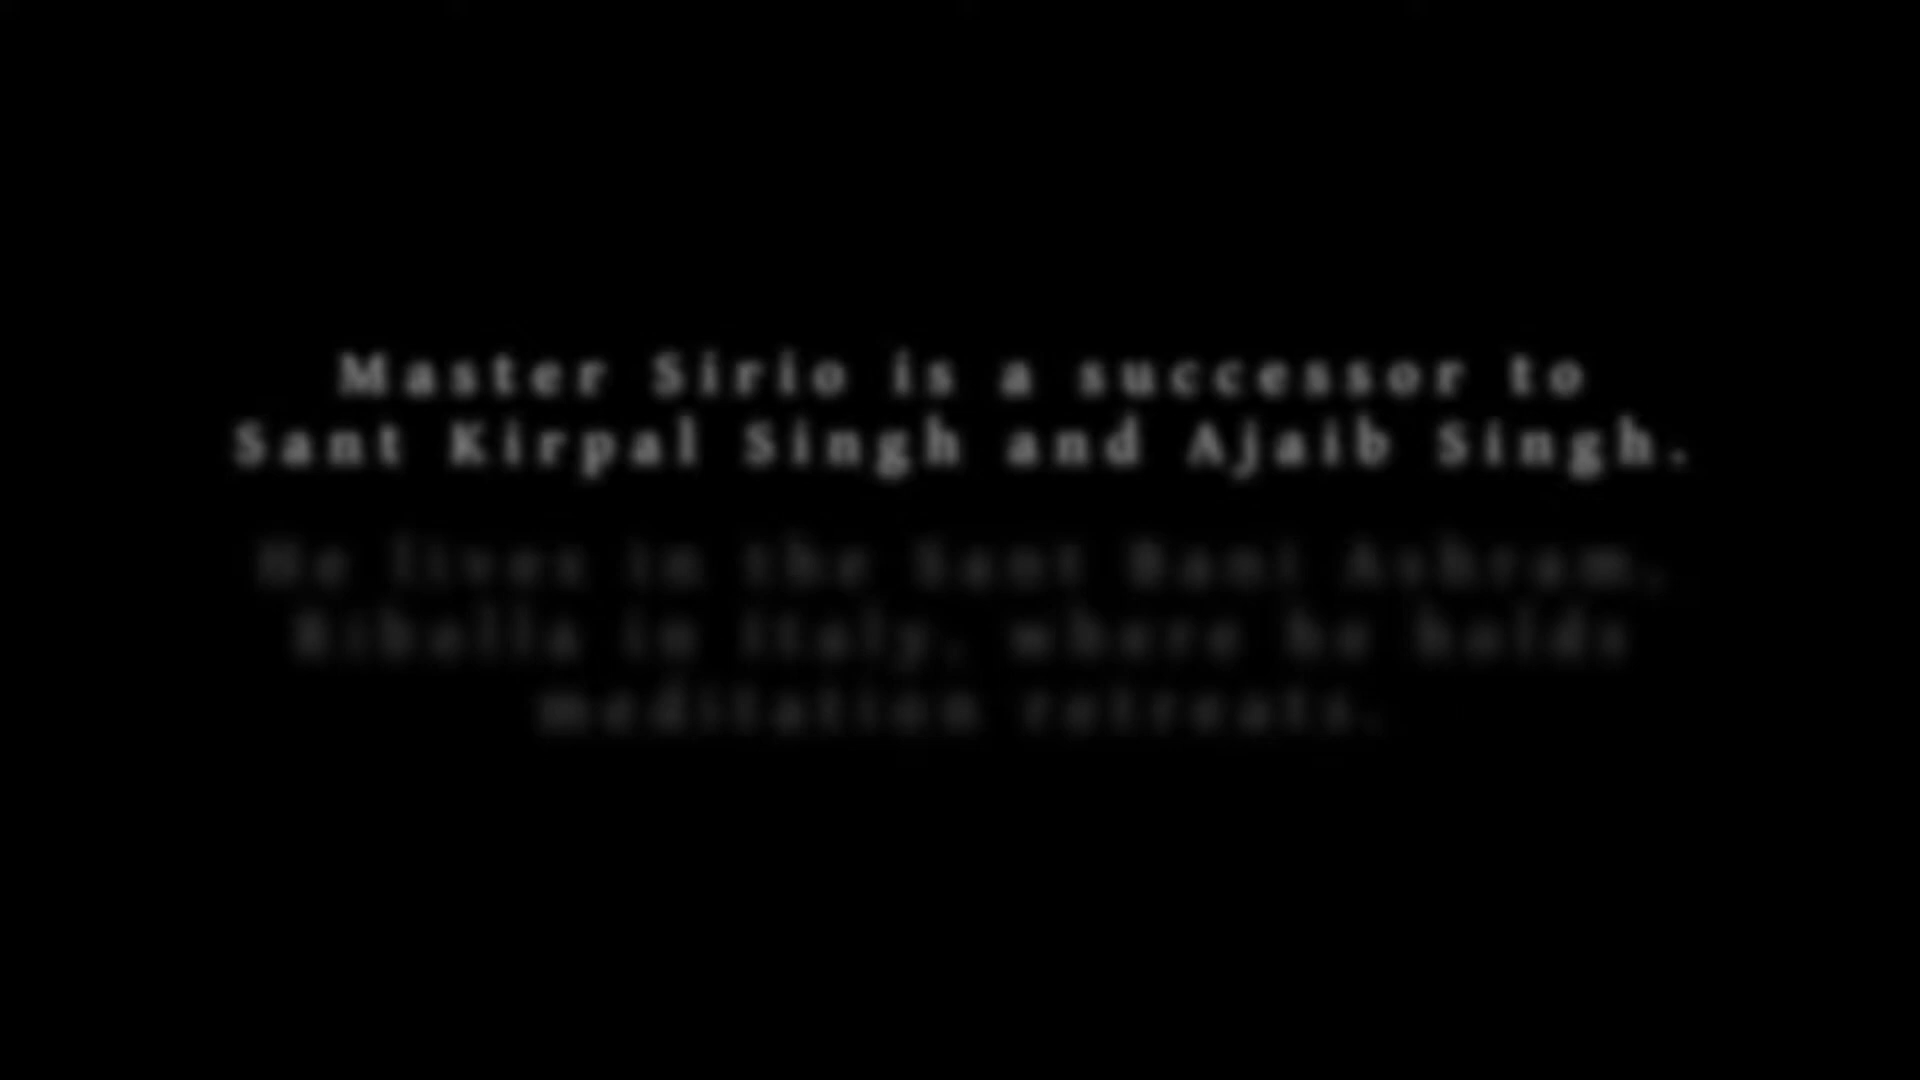 Master Sirio is a successor to
Sant Kirpal Singh and Ajaib Singh.
He lives in the Sant Bani Ashram,
Ribolla in Italy, where he holds
meditation retreats.